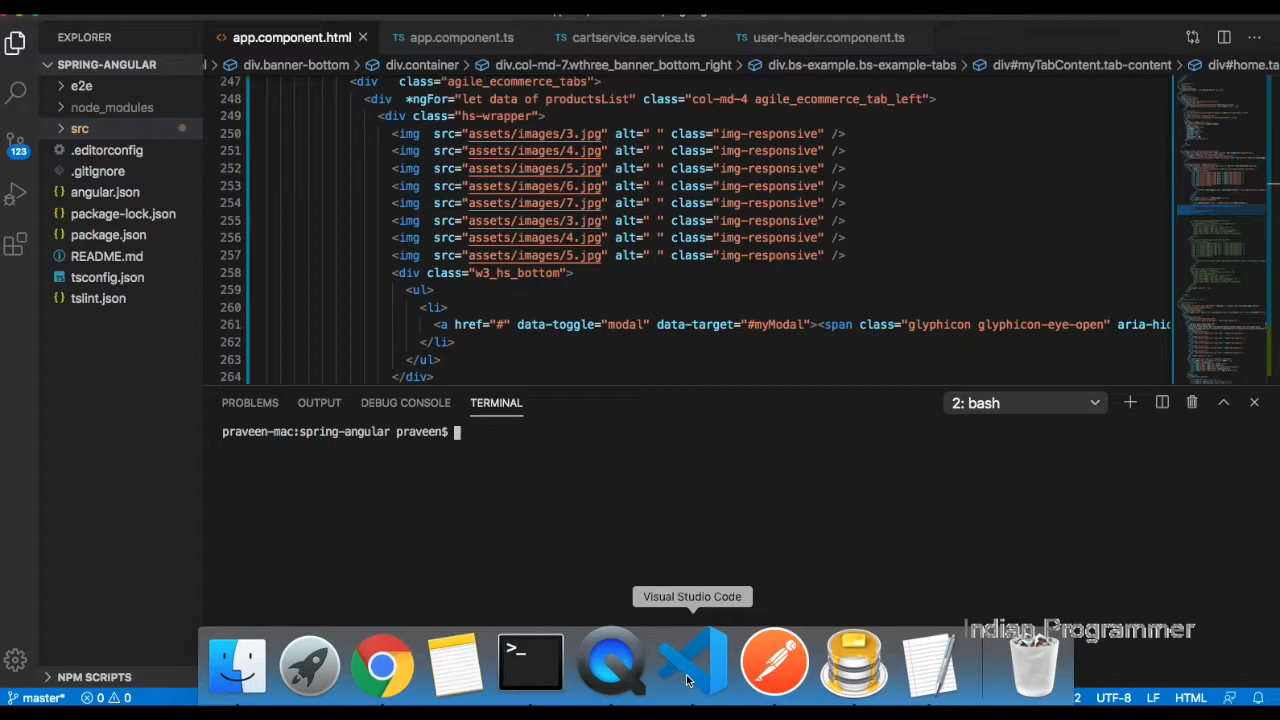 EXPLORER
<> app.component.html
TS app.component.ts
TS cartservice.service.ts
TS user-header.component.ts
SPRING-ANGULAR
div.banner-bottom > div.container > div.col-md-7.wthree_banner_bottom_right > div.bs-example.bs-example-tabs > div#myTabContent.tab-content > div#home.ta
e2e
node_modules
src
.editorconfig
.gitignore
angular.json
package-lock.json
package.json
README.md
tsconfig.json
tslint.json
123
247 <div class="agile_ecommerce_tabs">
248 <div *ngFor="let data of productsList" class="col-md-4 agile_ecommerce_tab_left">
249 <div class="hs-wrapper">
250 <img src="assets/images/3.jpg" alt=" " class="img-responsive" />
251 <img src="assets/images/4.jpg" alt=" " class="img-responsive" />
252 <img src="assets/images/5.jpg" alt=" " class="img-responsive" />
253 <img src="assets/images/6.jpg" alt=" " class="img-responsive" />
254 <img src="assets/images/7.jpg" alt=" " class="img-responsive" />
255 <img src="assets/images/3.jpg" alt=" " class="img-responsive" />
256 <img src="assets/images/4.jpg" alt=" " class="img-responsive" />
257 <img src="assets/images/5.jpg" alt=" " class="img-responsive" />
258 <div class="w3_hs_bottom">
259 <ul>
260 <li>
261 <a href="#" data-toggle="modal" data-target="#myModal"><span class="glyphicon glyphicon-eye-open" aria-hic
262 </li>
263 </ul>
264 </div>
PROBLEMS OUTPUT DEBUG CONSOLE TERMINAL
2: bash
praveen-mac:spring-angular praveen$
Visual Studio Code
Indian Programmer
NPM SCRIPTS
master* 0 0
2 UTF-8 LF HTML